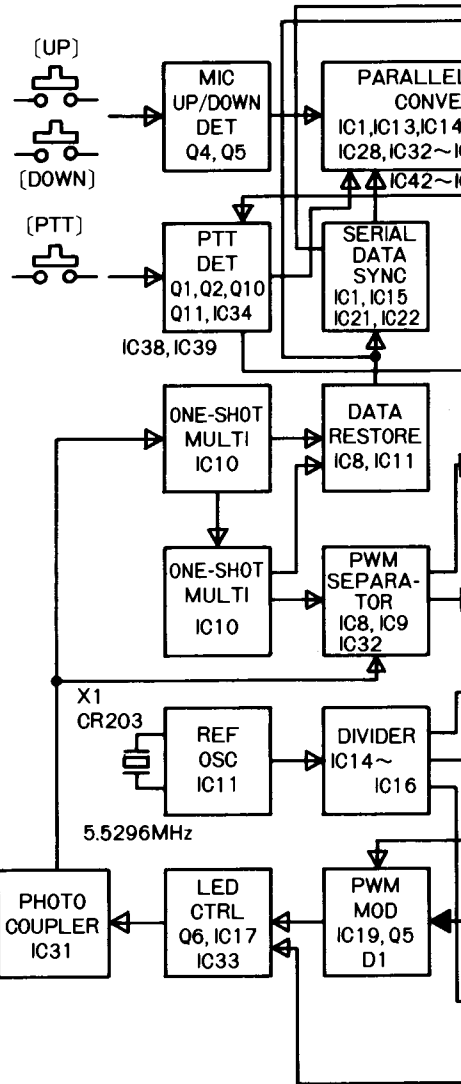 [UP]
[DOWN]
[PTT]
MIC
UP/DOWN
DET
Q4, Q5
PARALLEL
CONVE
IC1,IC13,IC14
IC28,IC32~IC
IC42~IC
PTT
DET
Q1,Q2,Q10
Q11,IC34
IC38,IC39
SERIAL
DATA
SYNC
IC1,IC15
IC21,IC22
ONE-SHOT
MULTI
IC10
DATA
RESTORE
IC8,IC11
ONE-SHOT
MULTI
IC10
PWM
SEPARA-
TOR
IC8,IC9
IC32
X1
CR203
5.5296MHz
REF
OSC
IC11
DIVIDER
IC14~
IC16
PHOTO
COUPLER
IC31
LED
CTRL
Q6,IC17
IC33
PWM
MOD
IC19,Q5
D1